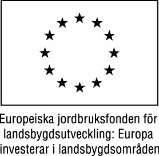 Europeiska jordbruksfonden för
landsbygdsutveckling: Europa
investerar i landsbygdsområden